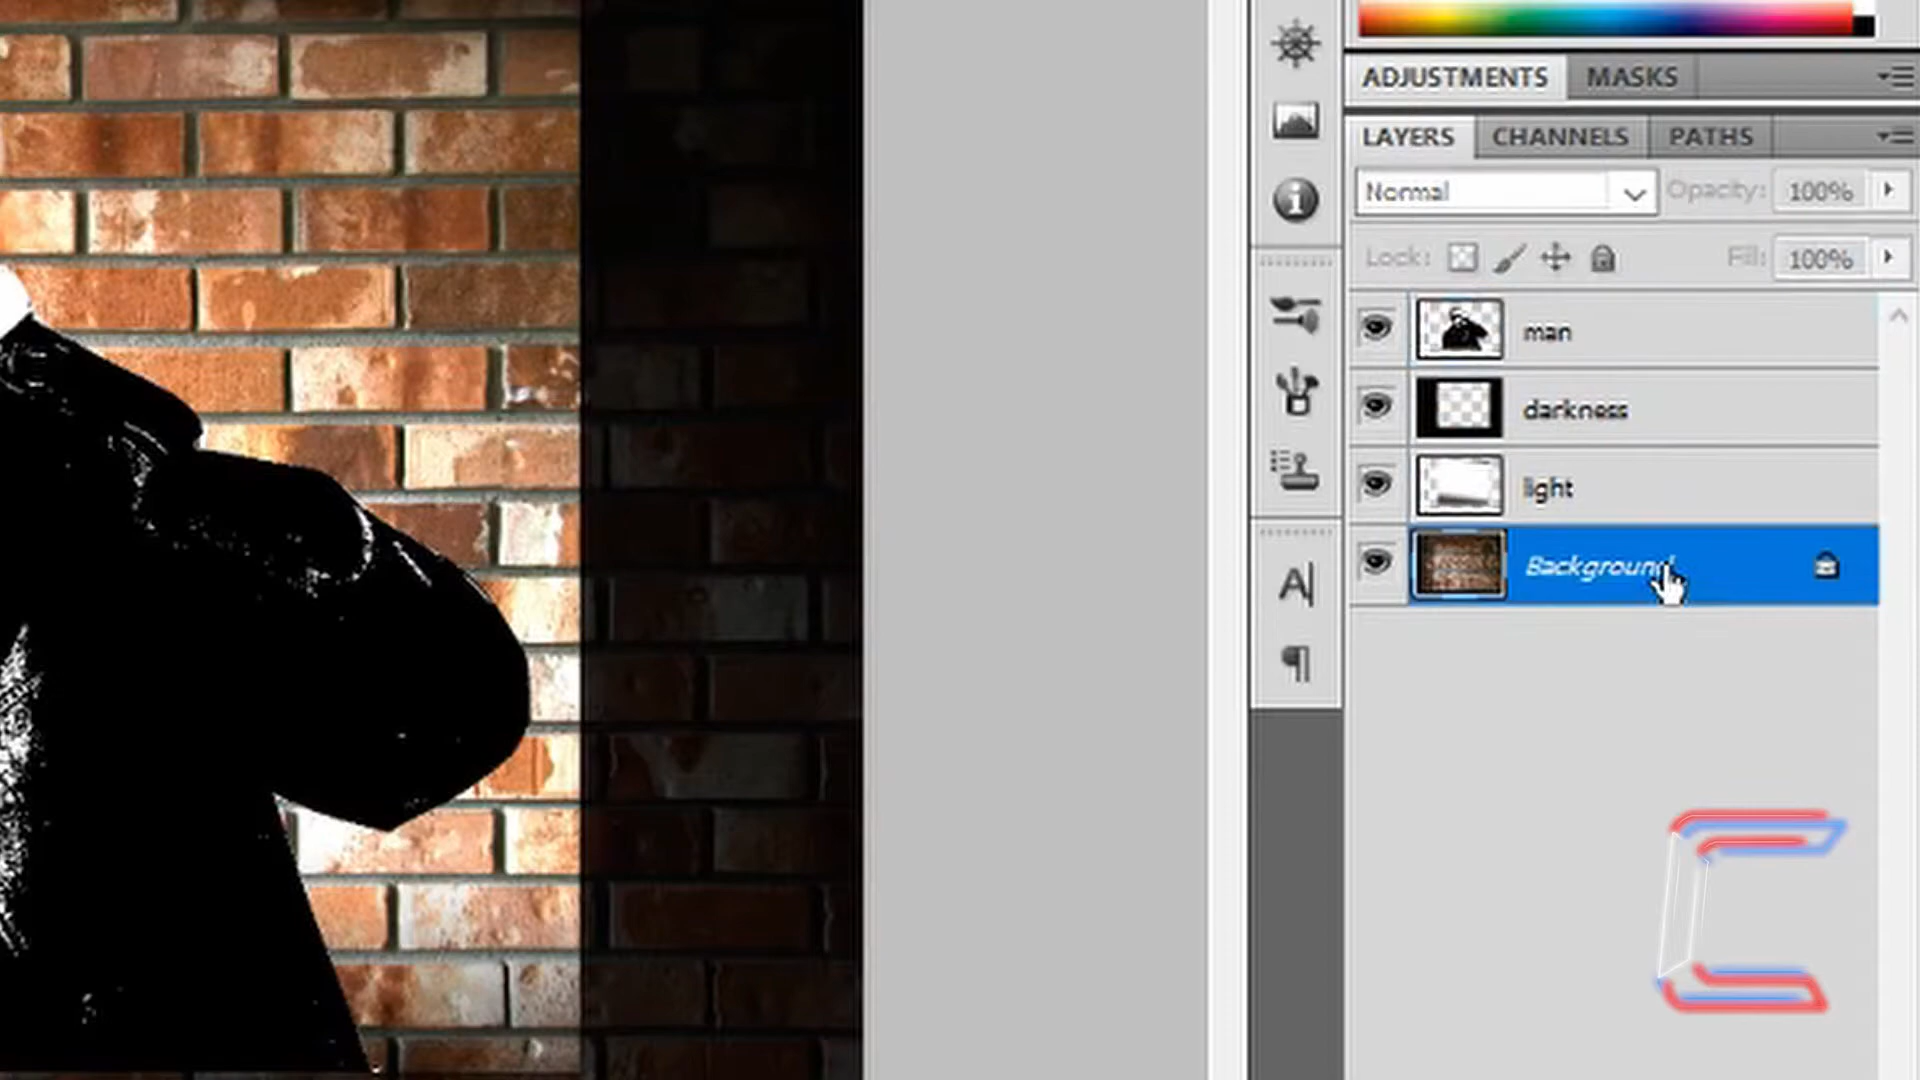 ADJUSTMENTS MASKS
LAYERS CHANNELS PATHS
Normal Opacity: 100%
Lock: Fill: 100%
man
darkness
light
Background
A
¶
C